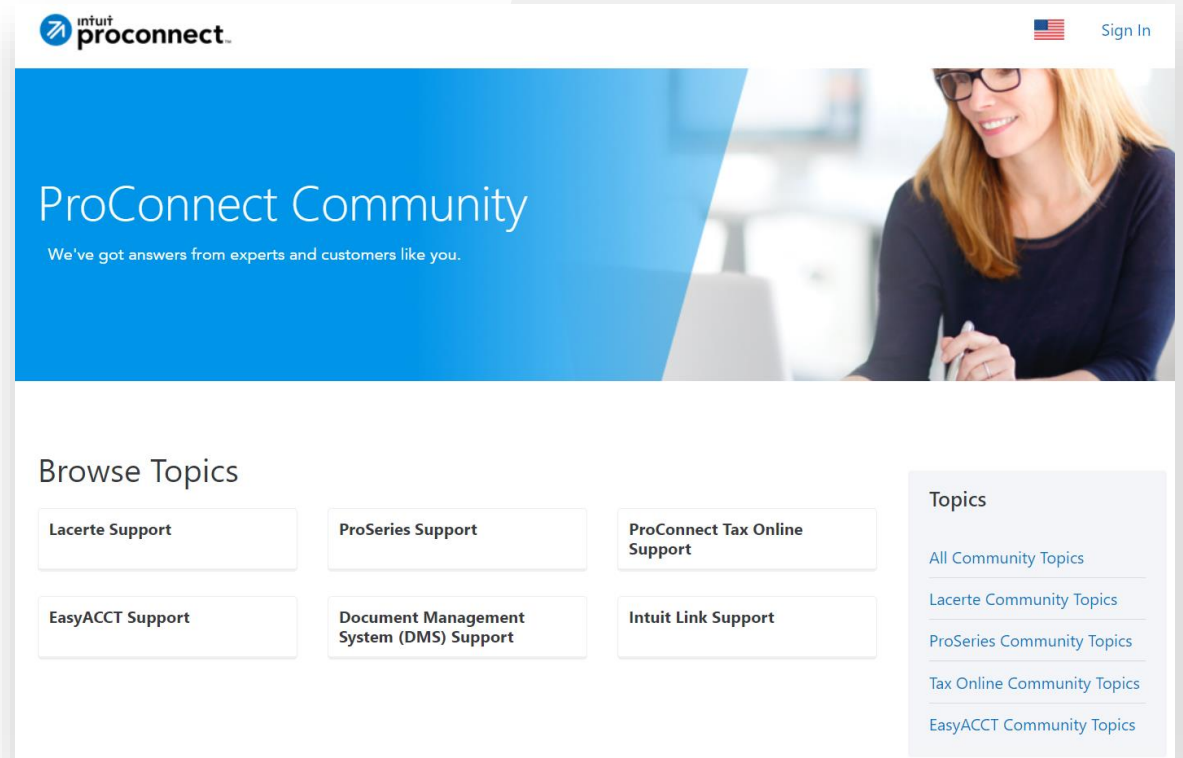 intuit
proconnect™
Sign In
ProConnect Community
We've got answers from experts and customers like you.
Browse Topics
Lacerte Support
ProSeries Support
ProConnect Tax Online
Support
EasyACCT Support
Document Management
System (DMS) Support
Intuit Link Support
Topics
All Community Topics
Lacerte Community Topics
ProSeries Community Topics
Tax Online Community Topics
EasyACCT Community Topics